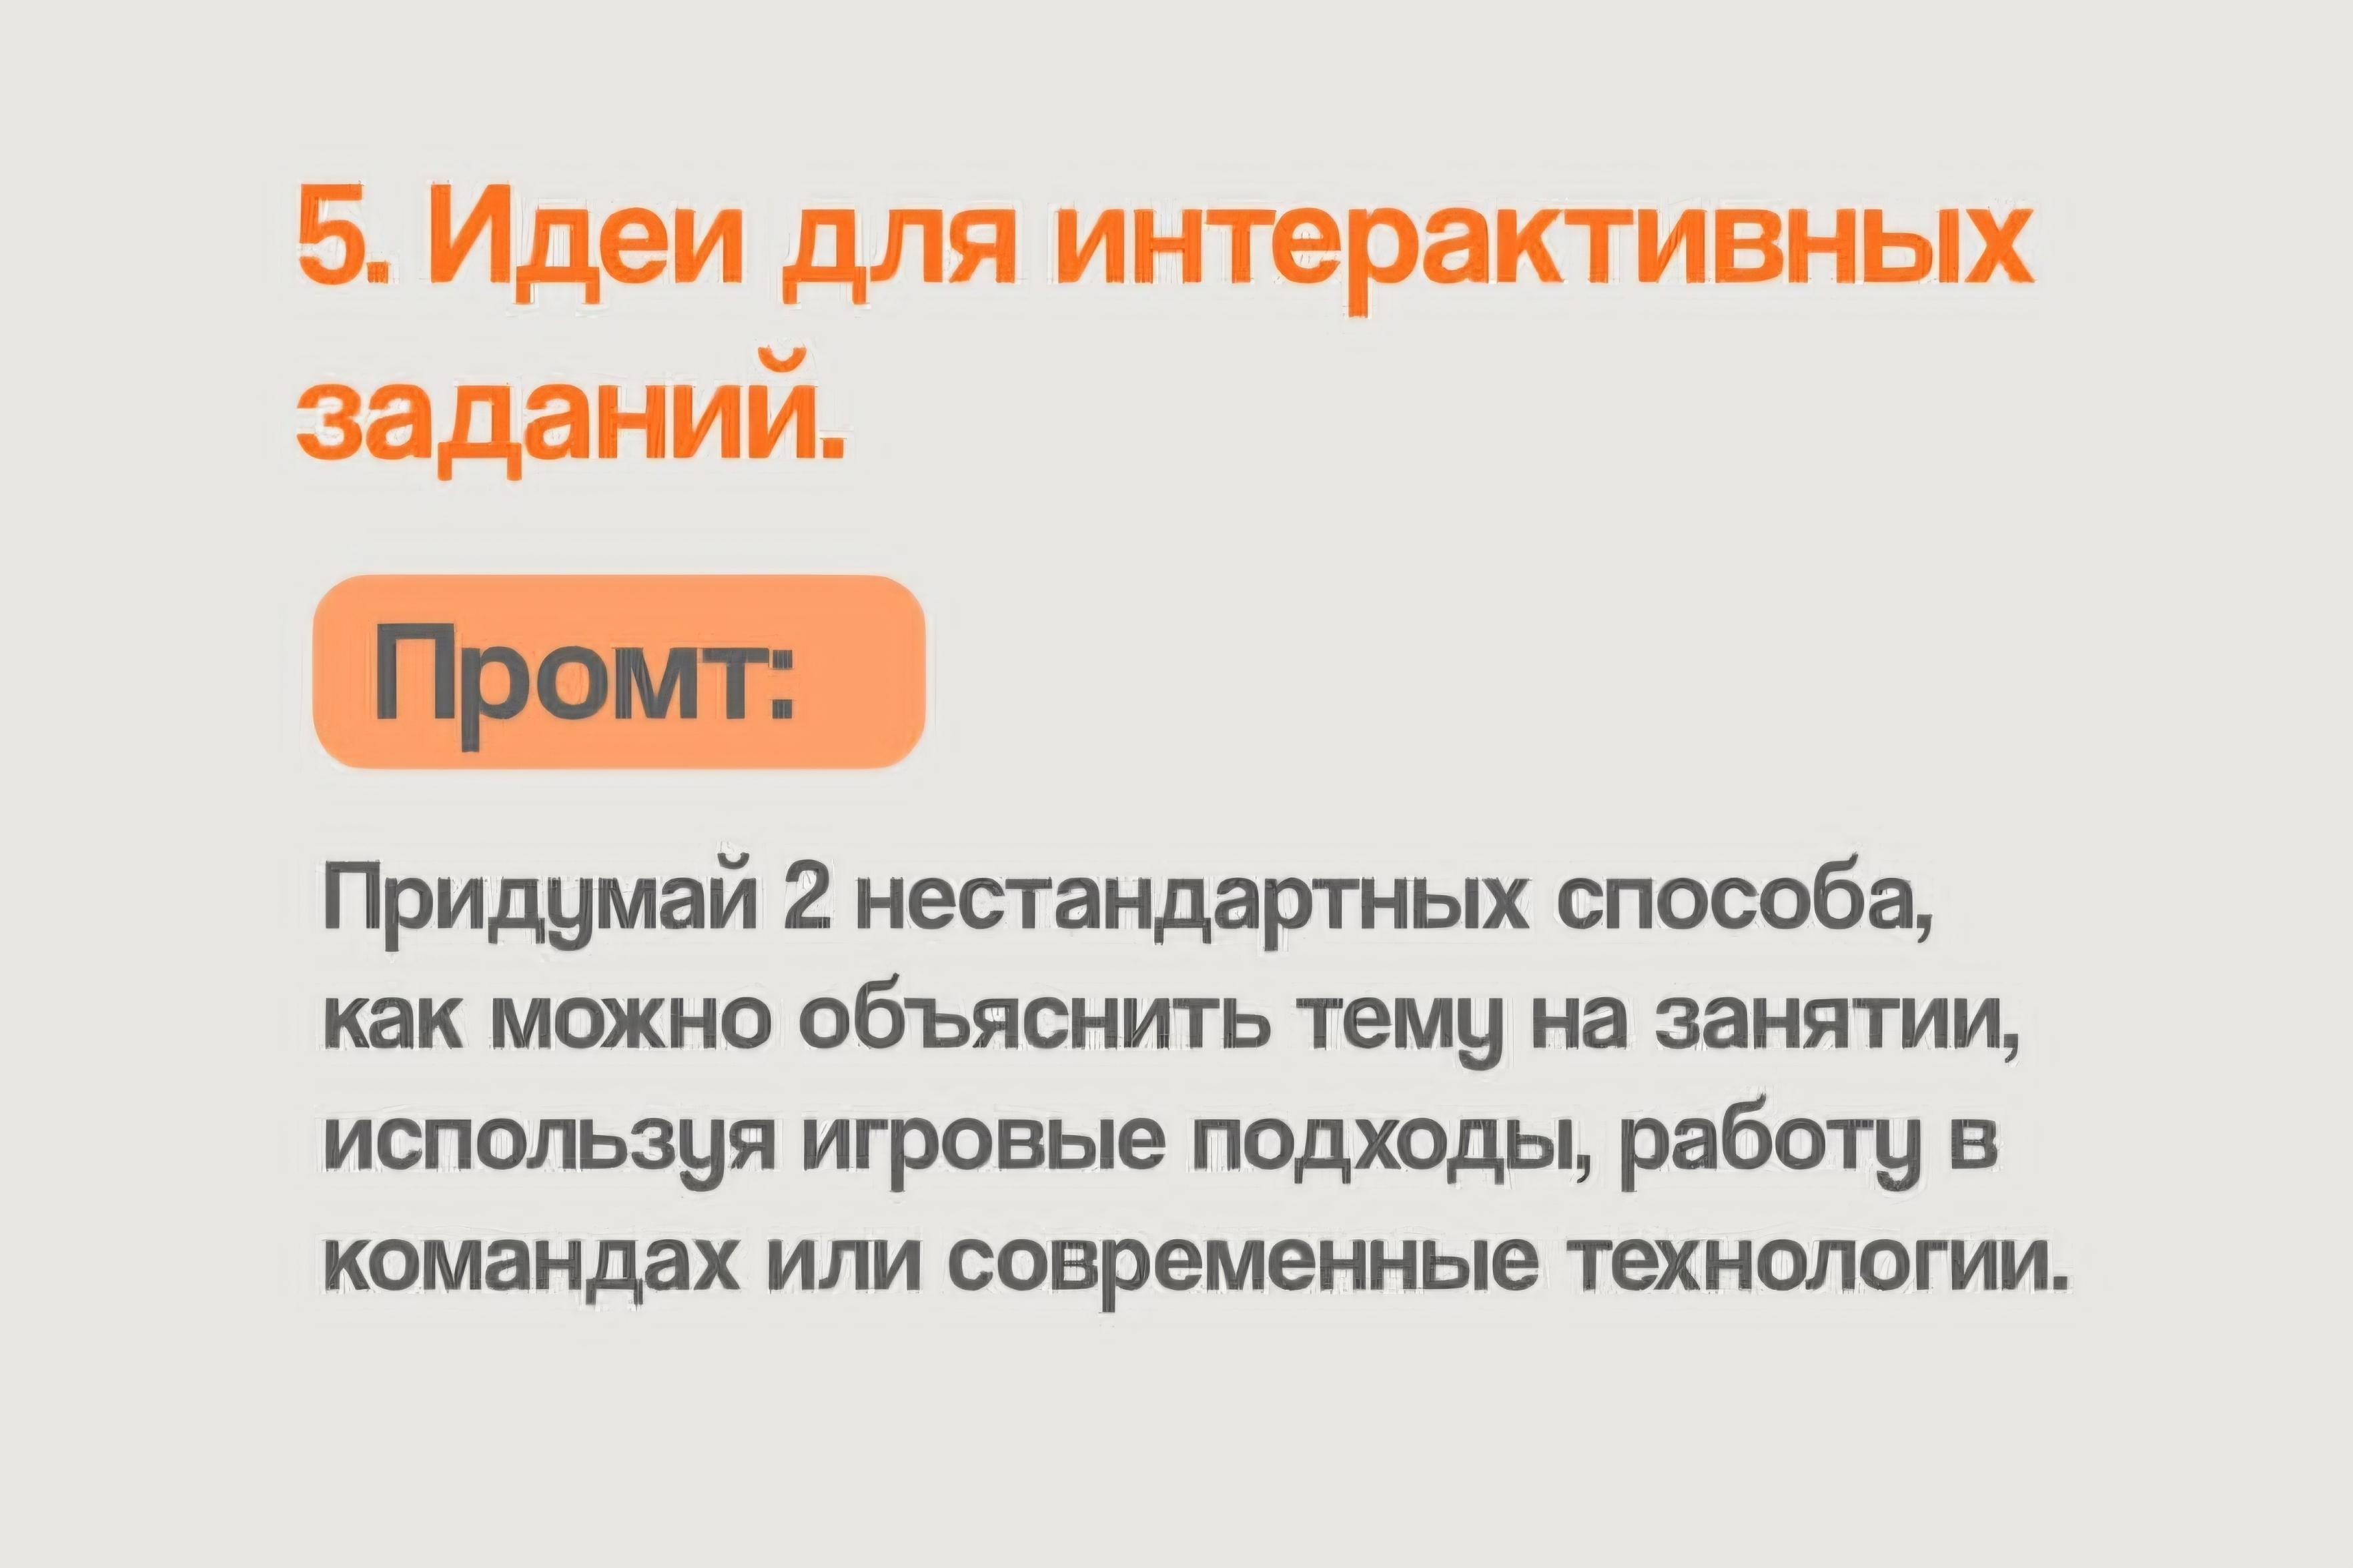 5. Идеи для интерактивных
заданий.
Промт:
Придумай 2 нестандартных способа,
как можно объяснить тему на занятии,
используя игровые подходы, работу в
командах или современные технологии.